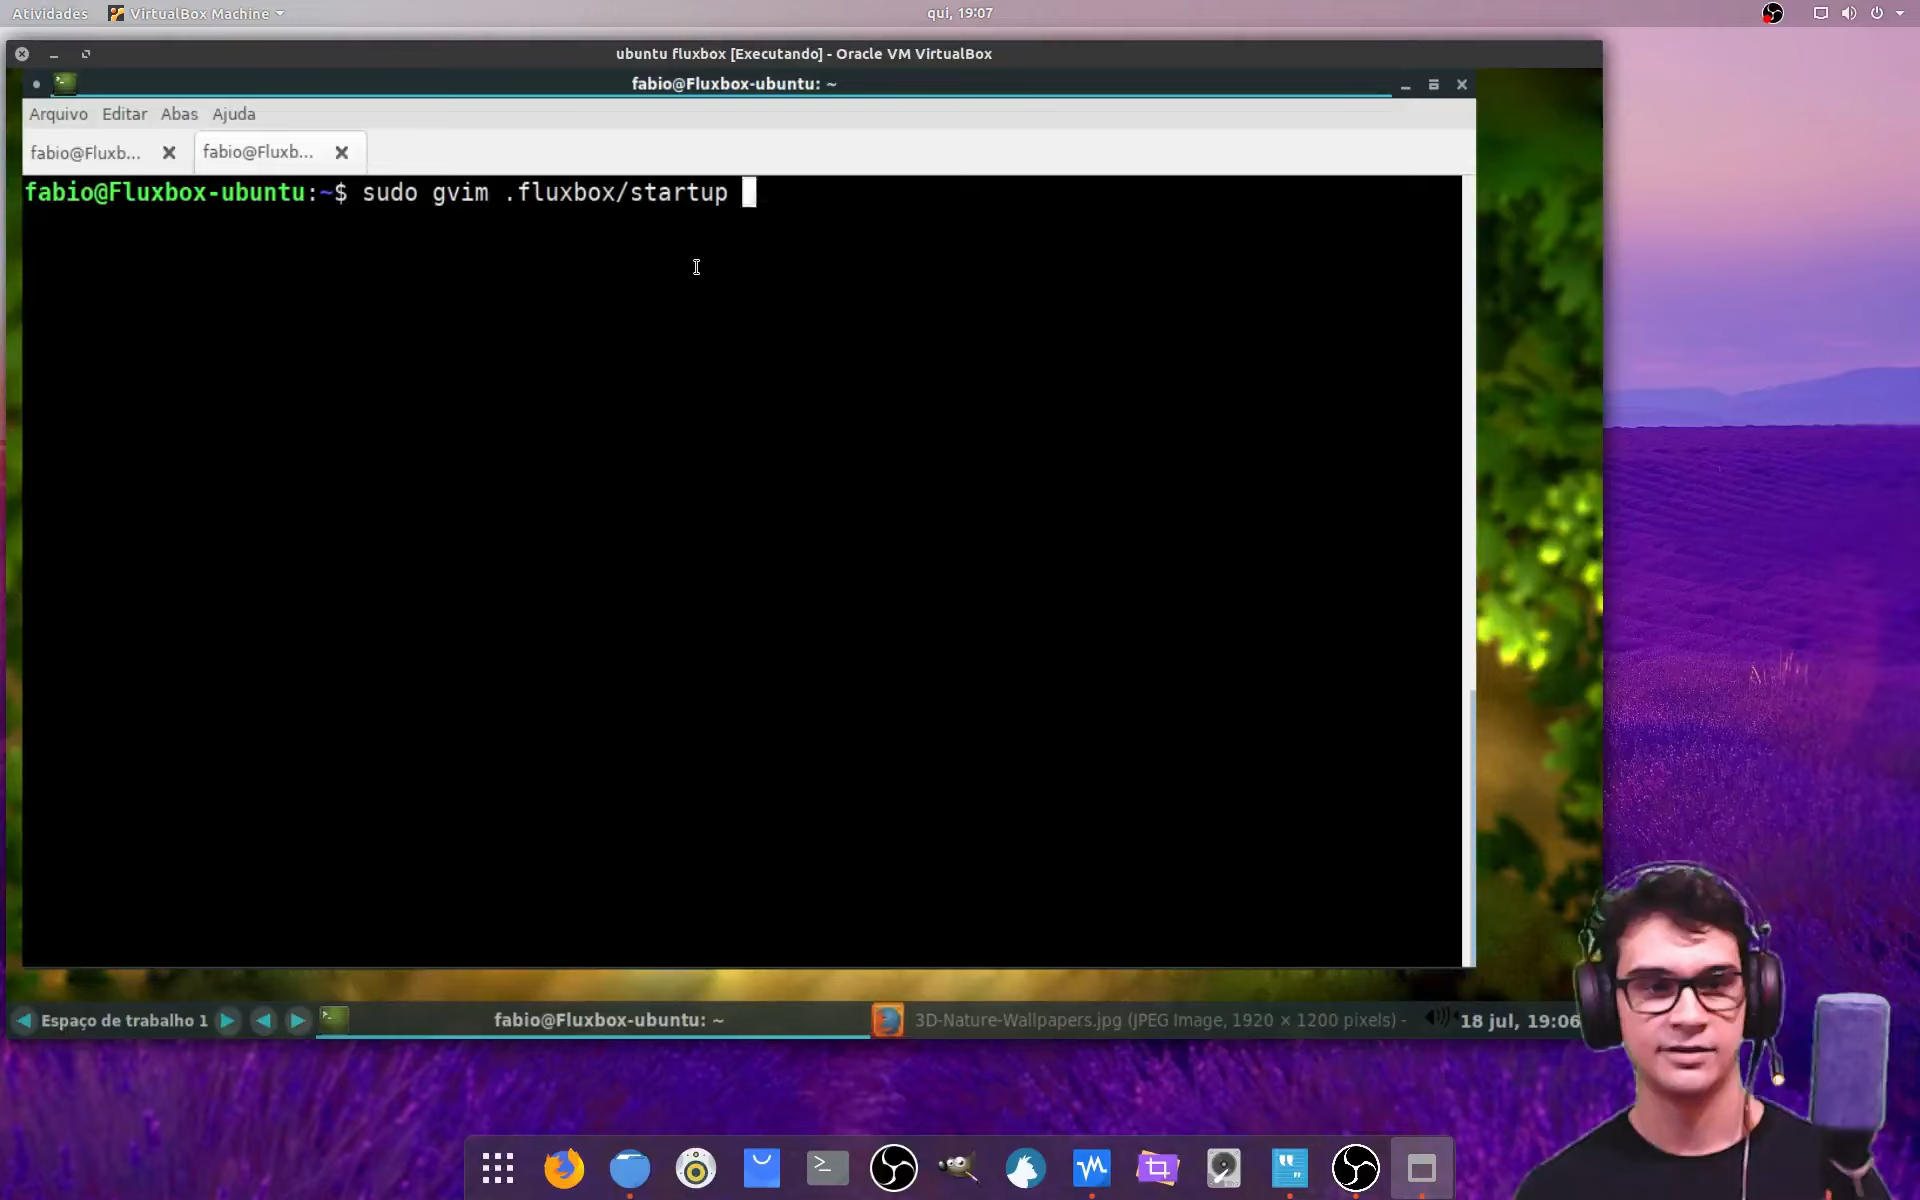 Atividades VirtualBox Machine qui, 19:07
ubuntu fluxbox [Executando] - Oracle VM VirtualBox
fabio@Fluxbox-ubuntu: ~
Arquivo Editar Abas Ajuda
fabio@Fluxb... fabio@Fluxb...
fabio@Fluxbox-ubuntu:~$ sudo gvim .fluxbox/startup
Espaço de trabalho 1 fabio@Fluxbox-ubuntu: ~ 3D-Nature-Wallpapers.jpg (JPEG Image, 1920 × 1200 pixels) - 18 jul, 19:06